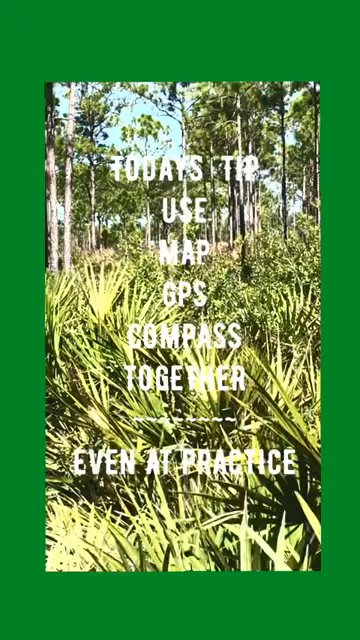 TODAYS TIP
USE
MAP
GPS
COMPASS
TOGETHER
~~~~~~~~
EVEN AT PRACTICE